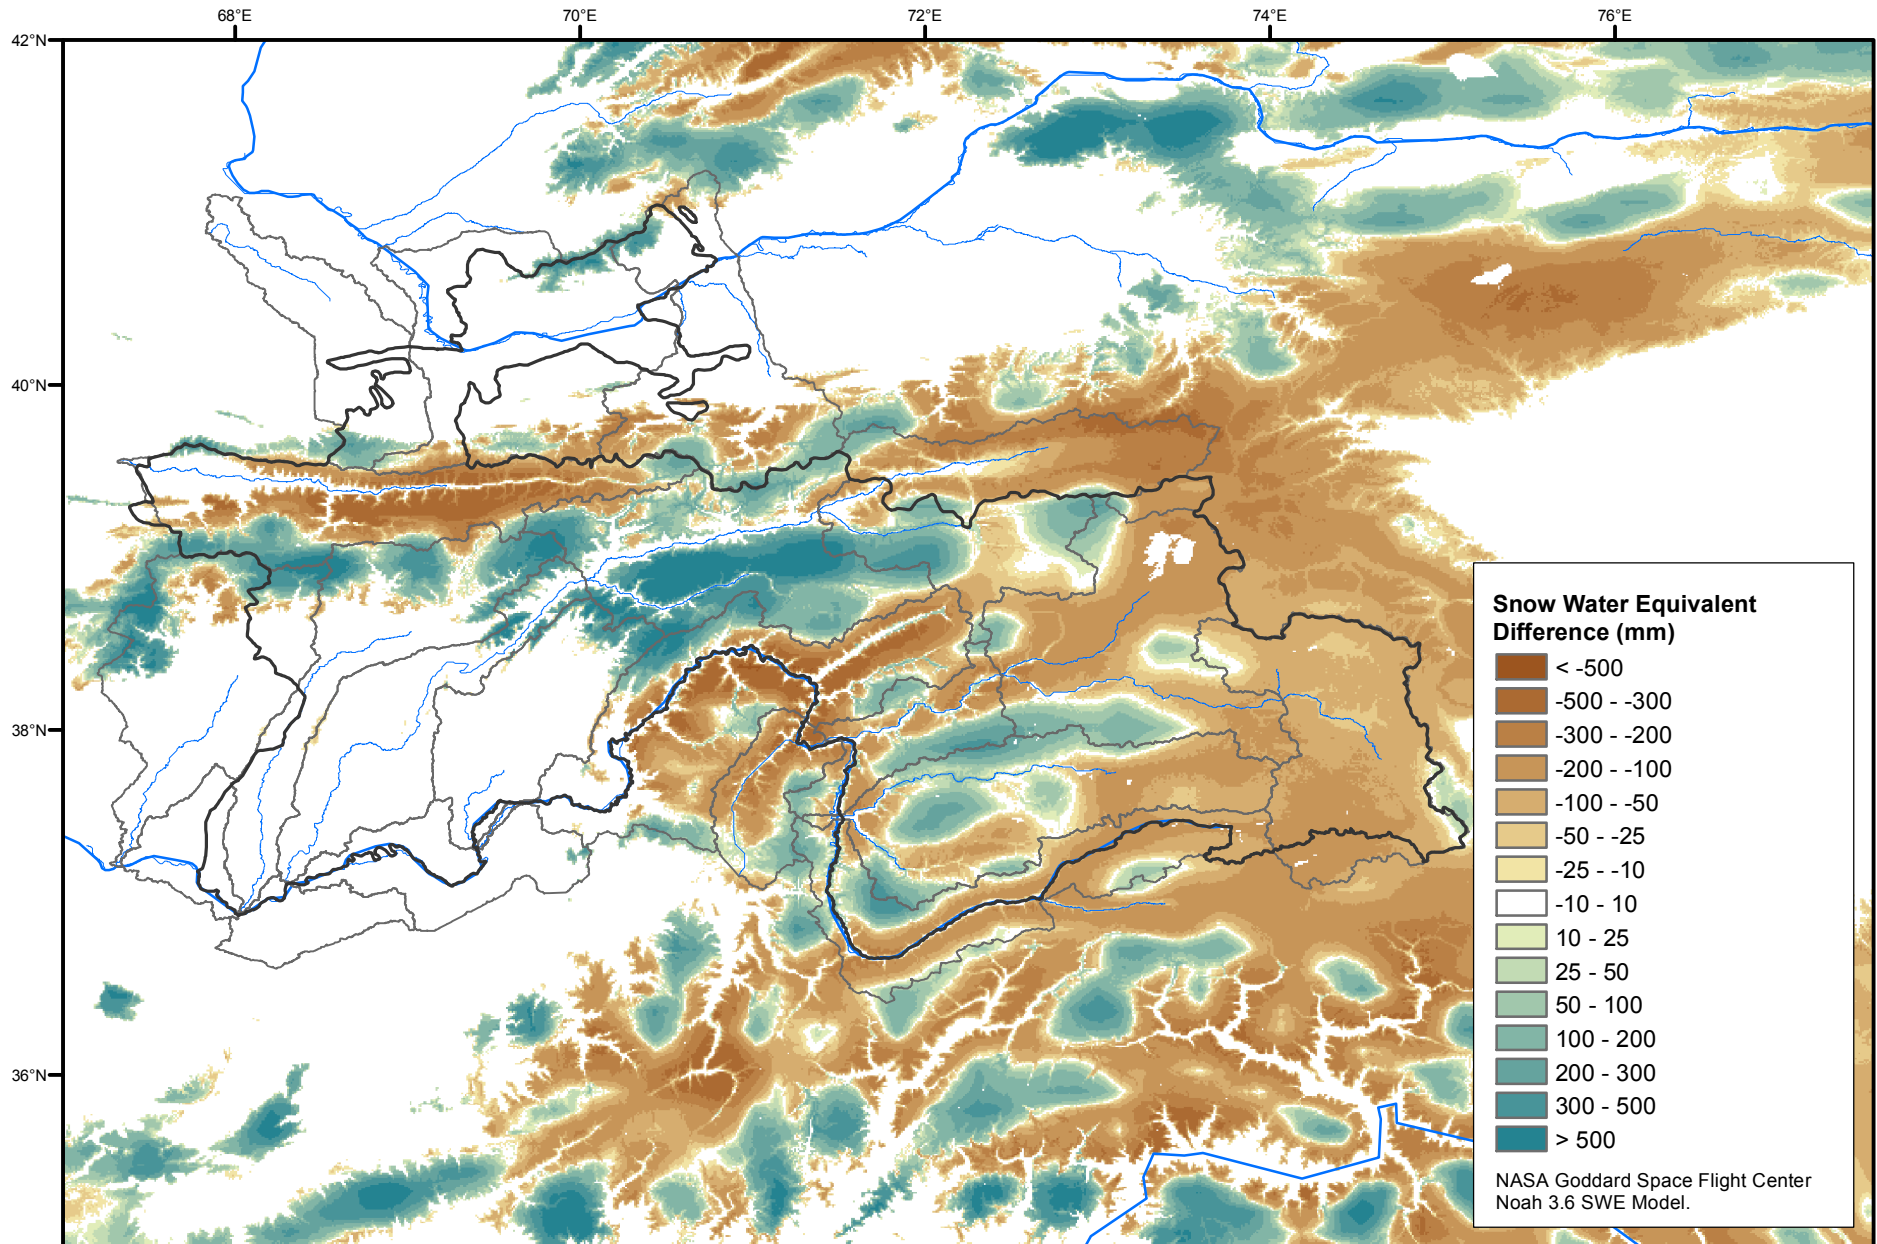 68°E 70°E 72°E 74°E 76°E
42°N
40°N
38°N
36°N
Snow Water Equivalent
Difference (mm)
< -500
-500 - -300
-300 - -200
-200 - -100
-100 - -50
-50 - -25
-25 - -10
-10 - 10
10 - 25
25 - 50
50 - 100
100 - 200
200 - 300
300 - 500
> 500
NASA Goddard Space Flight Center
Noah 3.6 SWE Model.